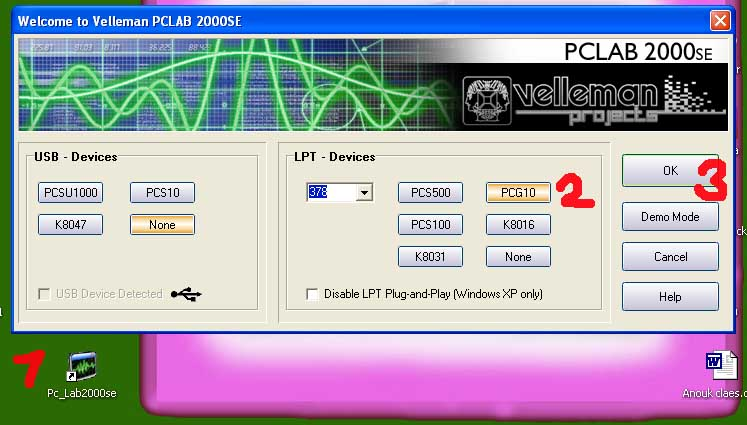 Welcome to Velleman PCLAB 2000SE
PCLAB 2000SE
velleman
projects
USB - Devices
PCSU1000 PCS10
K8047 None
USB Device Detected
LPT - Devices
378 PCS500 PCG10 2
PCS100 K8016
K8031 None
Disable LPT Plug-and-Play (Windows XP only)
OK 3
Demo Mode
Cancel
Help
1
Pc_Lab2000se
Anouk claes.d